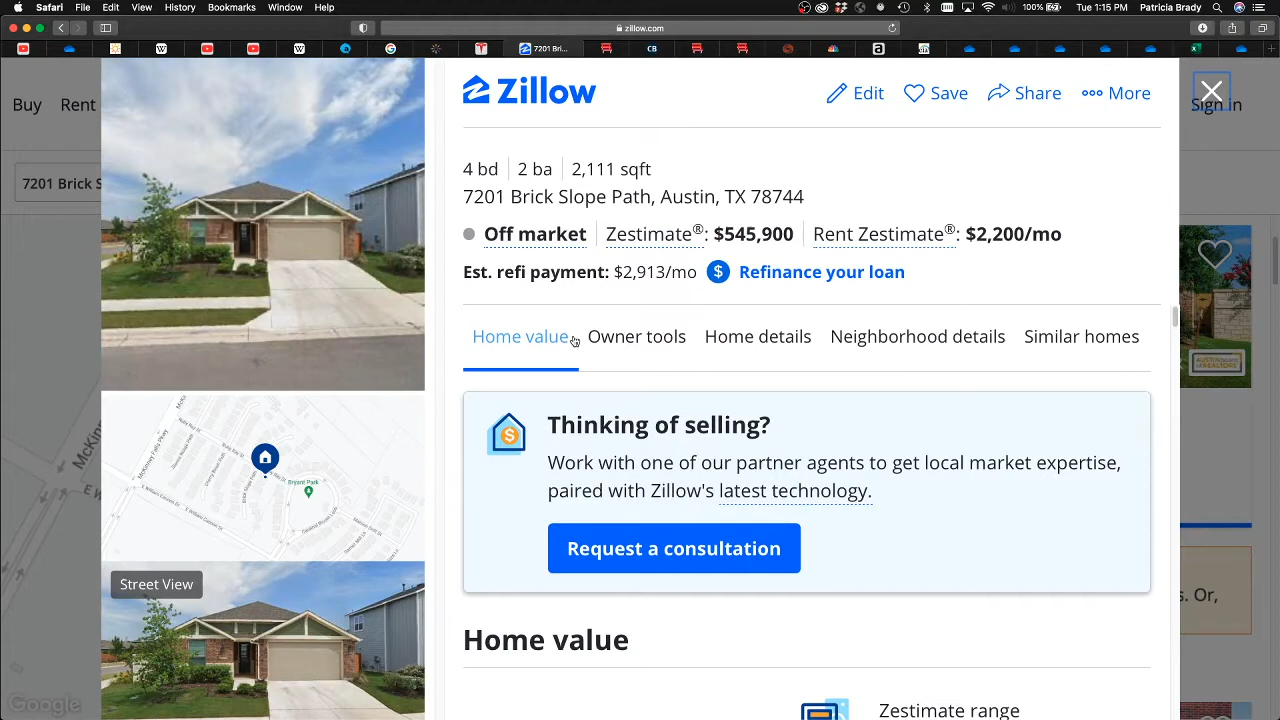 Safari File Edit View History Bookmarks Window Help
100% Tue 1:15 PM Patricia Brady
zillow.com
7201 Bri...
CB
Buy Rent
Sign in
7201 Brick S
Zillow
Edit Save Share More
4 bd 2 ba 2,111 sqft
7201 Brick Slope Path, Austin, TX 78744
Off market Zestimate®: $545,900 Rent Zestimate®: $2,200/mo
Est. refi payment: $2,913/mo $ Refinance your loan
Home value Owner tools Home details Neighborhood details Similar homes
Thinking of selling?
Work with one of our partner agents to get local market expertise,
paired with Zillow's latest technology.
Request a consultation
Bryant Park
Street View
s. Or,
Home value
Zestimate range
Google